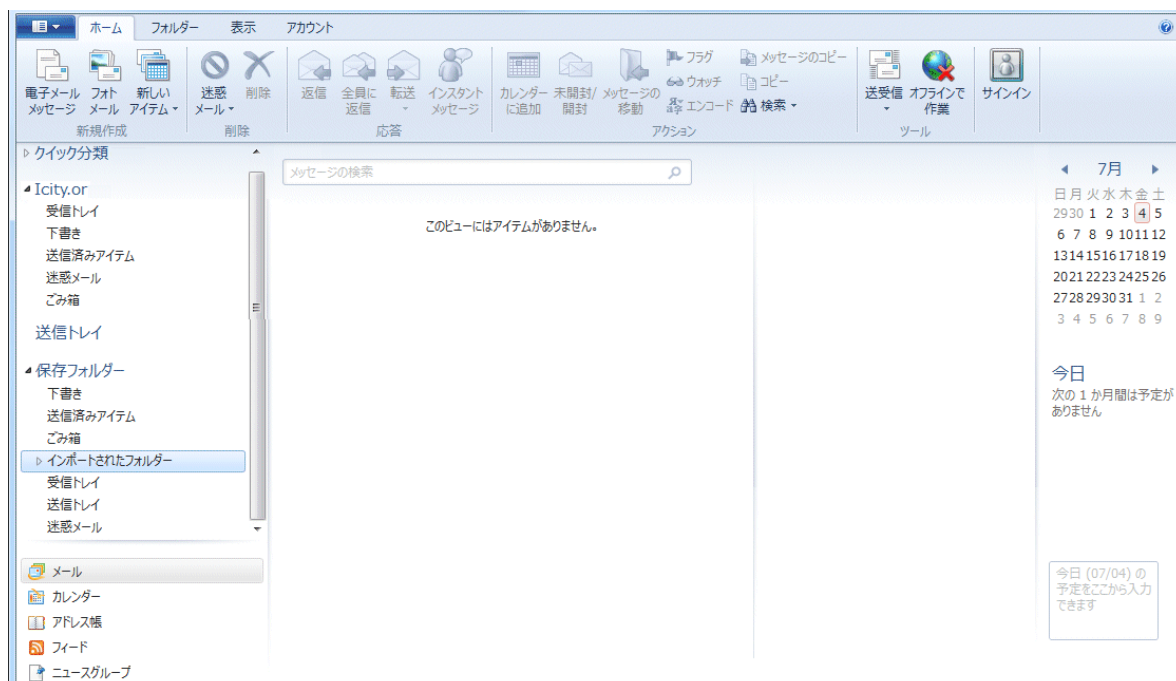 ホーム フォルダー 表示 アカウント
電子メール メッセージ
フォト メール
新しい アイテム
新規作成
迷惑 メール
削除
削除
返信
全員に 返信
転送
インスタント メッセージ
応答
カレンダー に追加
未開封/ 開封
メッセージの 移動
フラグ
ウォッチ
エンコード
メッセージのコピー
コピー
検索
アクション
送受信
オフラインで 作業
ツール
サインイン
クイック分類
Icity.or
受信トレイ
下書き
送信済みアイテム
迷惑メール
ごみ箱
送信トレイ
保存フォルダー
下書き
送信済みアイテム
ごみ箱
インポートされたフォルダー
受信トレイ
送信トレイ
迷惑メール
メール
カレンダー
アドレス帳
フィード
ニュースグループ
メッセージの検索
このビューにはアイテムがありません。
7月
日 月 火 水 木 金 土
29 30 1 2 3 4 5
6 7 8 9 10 11 12
13 14 15 16 17 18 19
20 21 22 23 24 25 26
27 28 29 30 31 1 2
3 4 5 6 7 8 9
今日
次の 1 か月間は予定が
ありません
今日 (07/04) の
予定をここから入力
できます